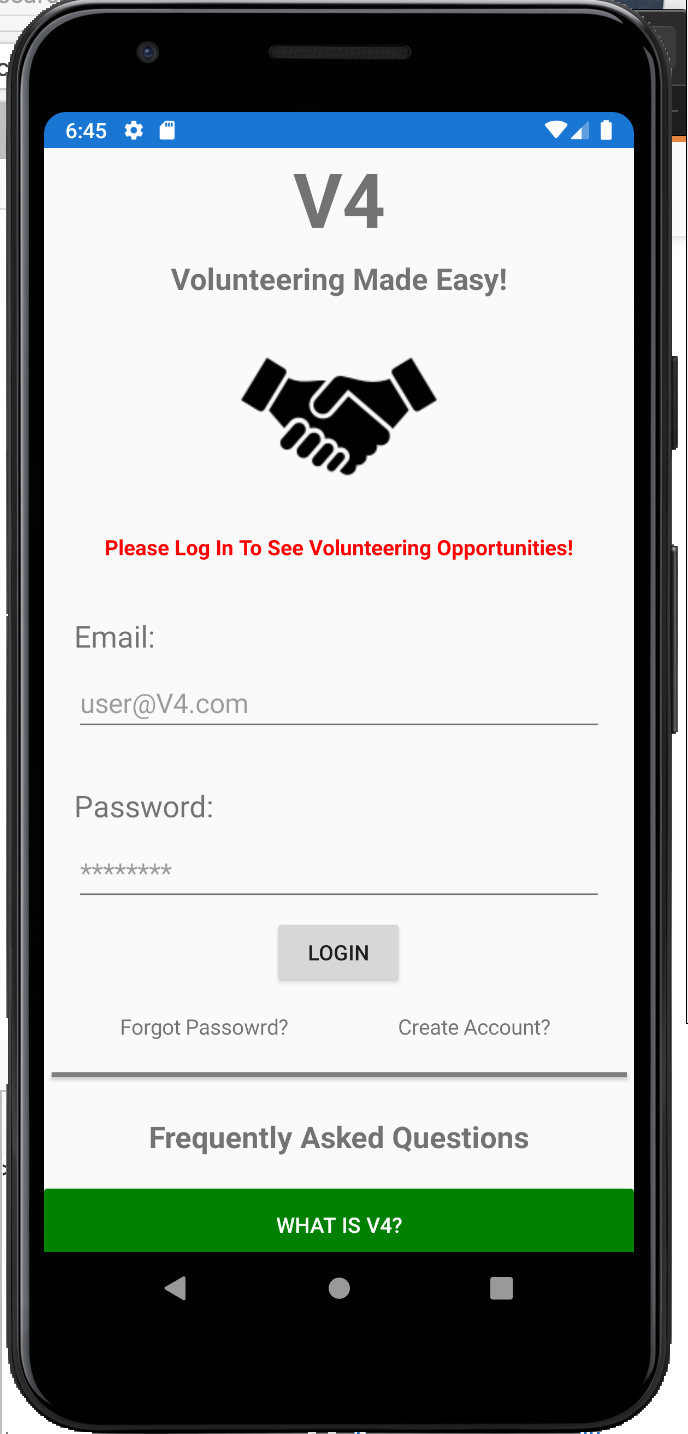 6:45
V4
Volunteering Made Easy!
Please Log In To See Volunteering Opportunities!
Email:
user@V4.com
Password:
********
LOGIN
Forgot Passowrd? Create Account?
Frequently Asked Questions
WHAT IS V4?